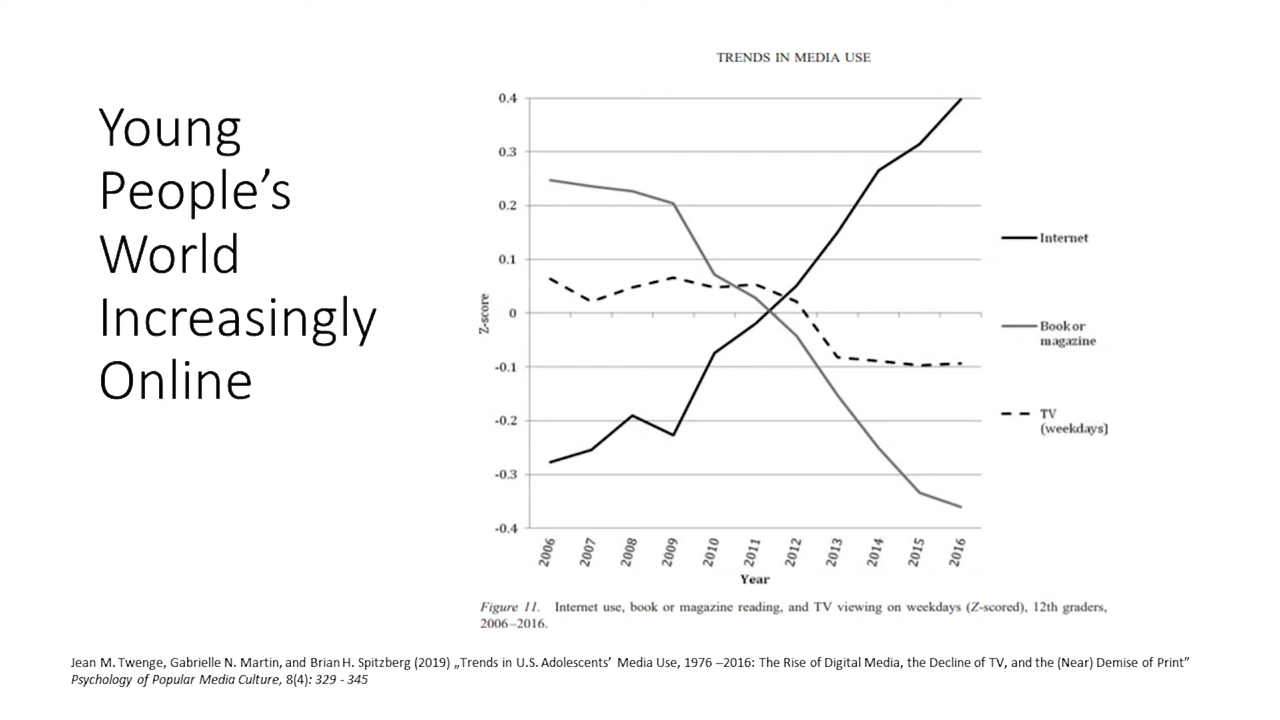 Young
People’s
World
Increasingly
Online
TRENDS IN MEDIA USE
0.4
0.3
0.2
0.1
0
-0.1
-0.2
-0.3
-0.4
Z-score
2006
2007
2008
2009
2010
2011
2012
2013
2014
2015
2016
Year
Internet
Book or
magazine
TV
(weekdays)
Figure 11. Internet use, book or magazine reading, and TV viewing on weekdays (Z-scored), 12th graders,
2006–2016.
Jean M. Twenge, Gabrielle N. Martin, and Brian H. Spitzberg (2019) „Trends in U.S. Adolescents’ Media Use, 1976 –2016: The Rise of Digital Media, the Decline of TV, and the (Near) Demise of Print”
Psychology of Popular Media Culture, 8(4): 329 - 345